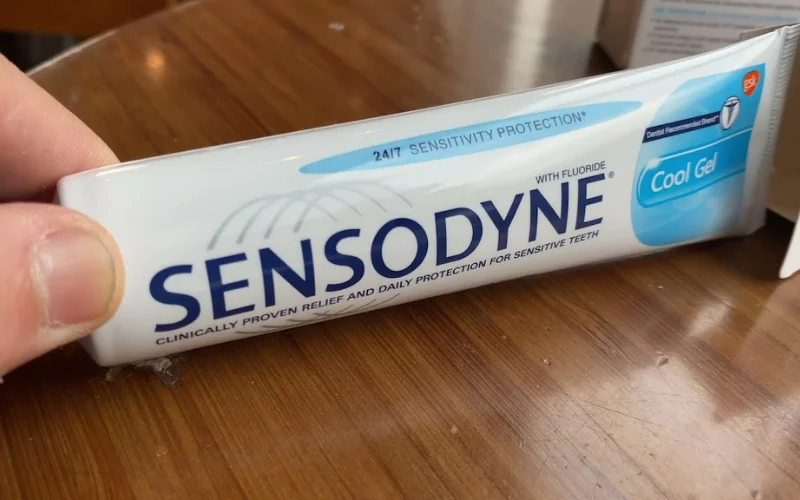 24/7 SENSITIVITY PROTECTION*
WITH FLUORIDE
SENSODYNE®
CLINICALLY PROVEN RELIEF AND DAILY PROTECTION FOR SENSITIVE TEETH
gsk
Dentist Recommended Brand**
Cool Gel